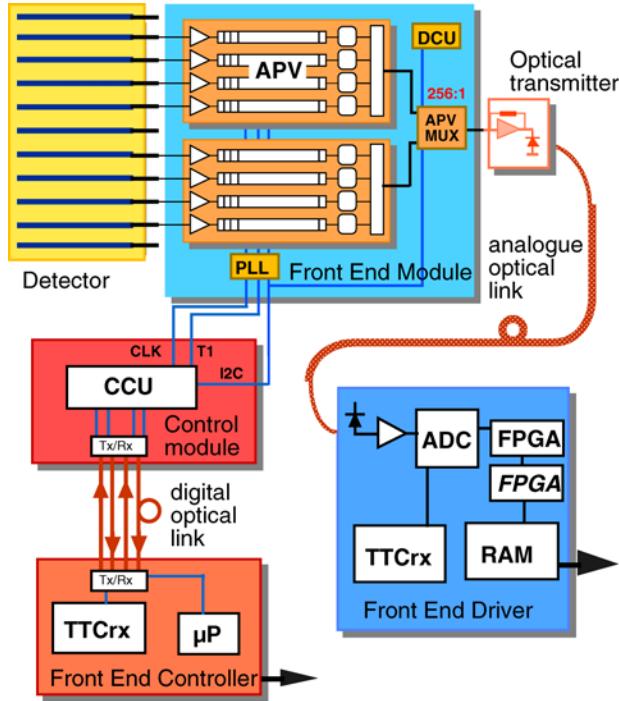 DCU
Optical
transmitter
APV
256:1
APV
MUX
Detector
PLL
Front End Module
analogue
optical
link
CLK
T1
I2C
CCU
Control
module
Tx/Rx
digital
optical
link
Tx/Rx
TTCrx
µP
Front End Controller
ADC
FPGA
FPGA
TTCrx
RAM
Front End Driver